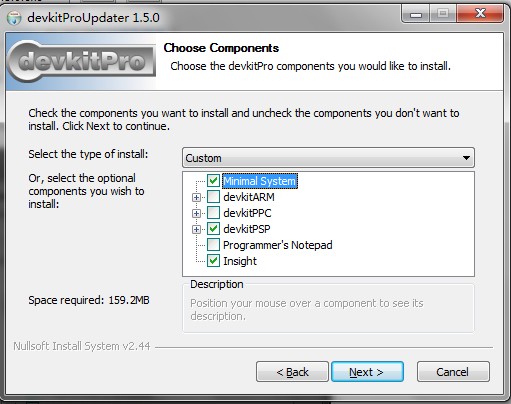 devkitProUpdater 1.5.0
devkitPro
Choose Components
Choose the devkitPro components you would like to install.
Check the components you want to install and uncheck the components you don't want to
install. Click Next to continue.
Select the type of install:
Custom
Or, select the optional
components you wish to
install:
Minimal System
devkitARM
devkitPPC
devkitPSP
Programmer's Notepad
Insight
Space required: 159.2MB
Description
Position your mouse over a component to see its
description.
Nullsoft Install System v2.44
< Back
Next >
Cancel